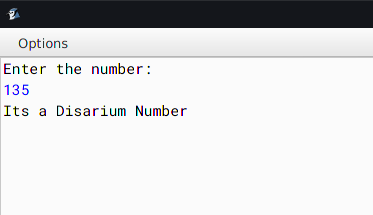 Options
Enter the number:
135
Its a Disarium Number